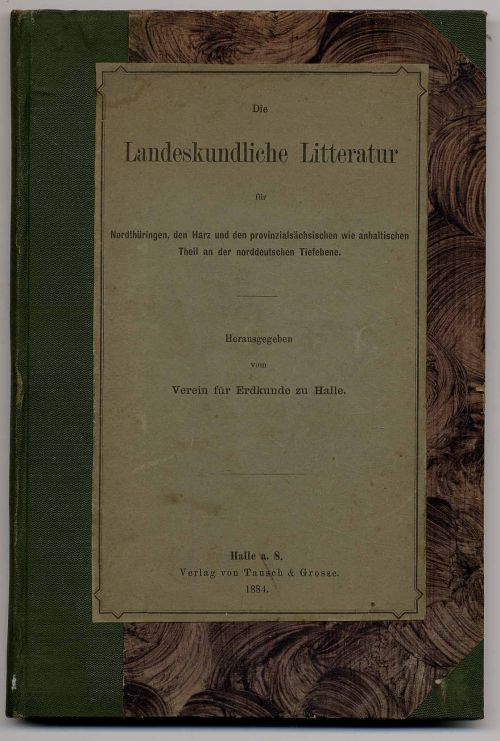 Die
Landeskundliche Litteratur
für
Nordthüringen, den Harz und den provinzialsächsischen wie anhaltischen
Theil an der norddeutschen Tiefebene.
Herausgegeben
vom
Verein für Erdkunde zu Halle.
Halle a. S.
Verlag von Tausch & Grosse.
1884.